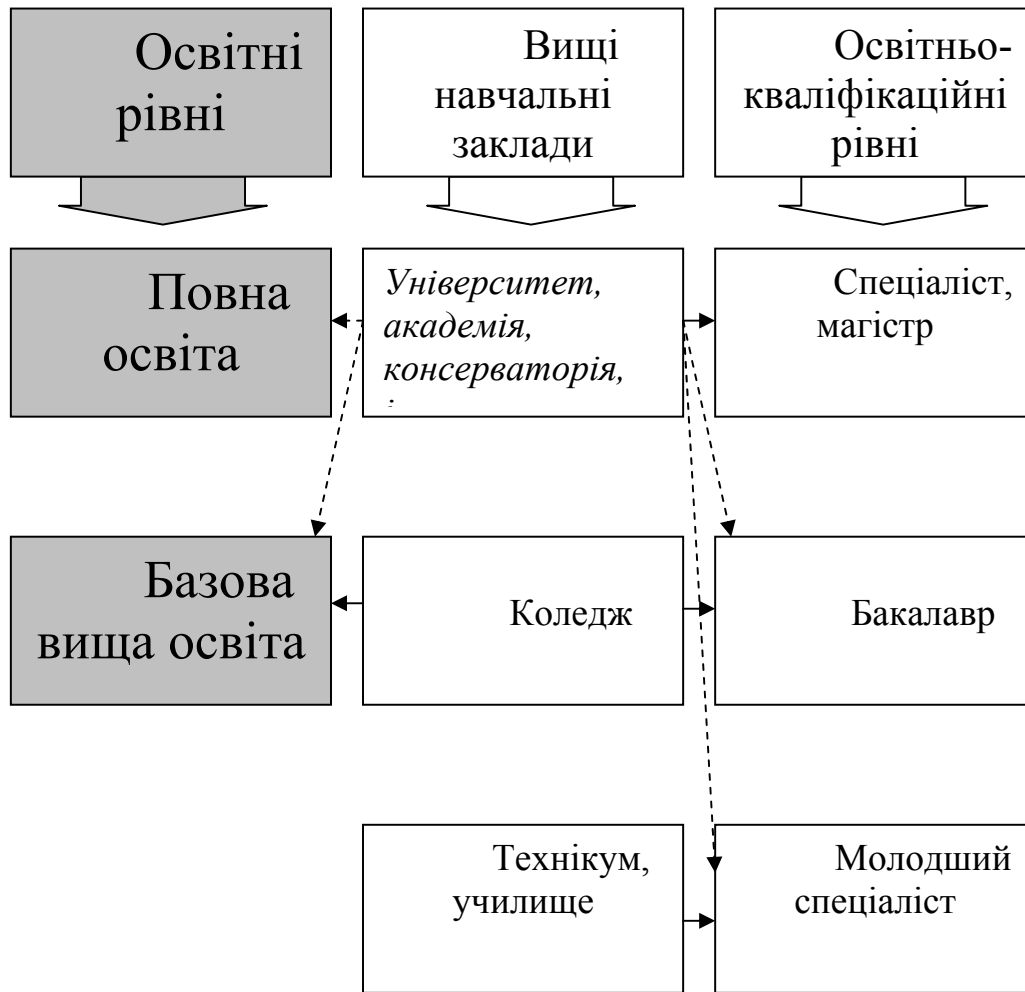 Освітні
рівні
Вищі
навчальні
заклади
Освітньо-
кваліфікаційні
рівні
Повна
освіта
Університет,
академія,
консерваторія,
Спеціаліст,
магістр
Базова
вища освіта
Коледж
Бакалавр
Технікум,
училище
Молодший
спеціаліст